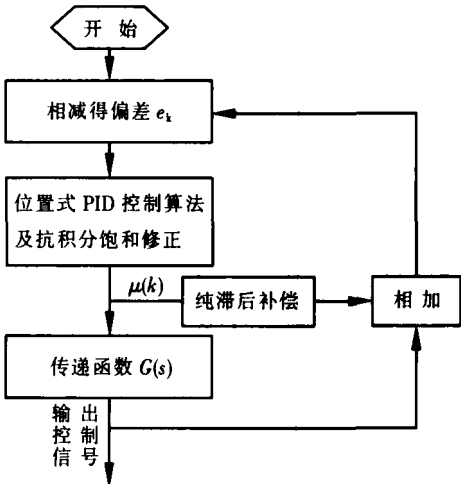 开 始
相减得偏差 eₖ
位置式 PID 控制算法
及抗积分饱和修正
μ(k)
纯滞后补偿
相 加
传递函数 G(s)
输 出
控 制
信 号